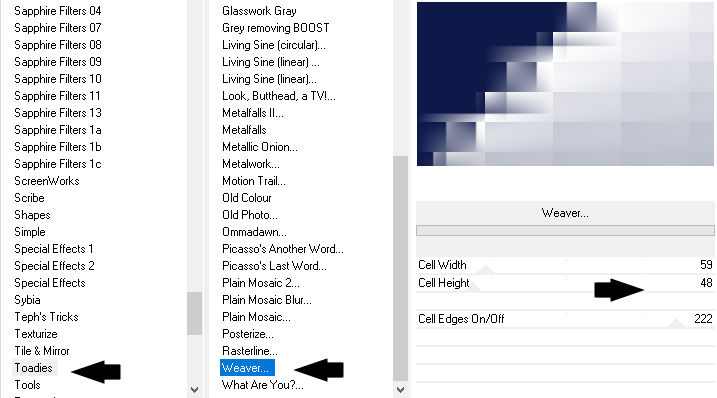 Sapphire Filters 04
Sapphire Filters 07
Sapphire Filters 08
Sapphire Filters 09
Sapphire Filters 10
Sapphire Filters 11
Sapphire Filters 13
Sapphire Filters 1a
Sapphire Filters 1b
Sapphire Filters 1c
ScreenWorks
Scribe
Shapes
Simple
Special Effects 1
Special Effects 2
Special Effects
Sybia
Teph's Tricks
Texturize
Tile & Mirror
Toadies
Tools
Glasswork Gray
Grey removing BOOST
Living Sine (circular)...
Living Sine (linear) ...
Living Sine (linear)...
Look, Butthead, a TV!...
Metalfalls II...
Metalfalls
Metallic Onion...
Metalwork...
Motion Trail...
Old Colour
Old Photo...
Ommadawn...
Picasso's Another Word...
Picasso's Last Word...
Plain Mosaic 2...
Plain Mosaic Blur...
Plain Mosaic...
Posterize...
Rasterline...
Weaver...
What Are You?...
Weaver...
Cell Width 59
Cell Height 48
Cell Edges On/Off 222